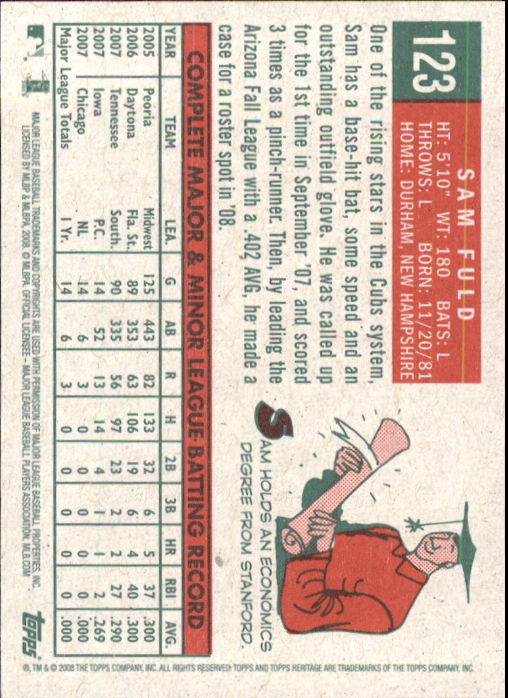 123
SAM FULD
HT: 5'10" WT: 180 BATS: L
THROWS: L BORN: 11/20/81
HOME: DURHAM, NEW HAMPSHIRE
One of the rising stars in the Cubs system,
Sam has a base-hit bat, some speed and an
outstanding outfield glove. He was called up
for the 1st time in September '07, and scored
3 times as a pinch-runner. Then, by leading the
Arizona Fall League with a .402 AVG, he made a
case for a roster spot in '08.
SAM HOLDS AN ECONOMICS
DEGREE FROM STANFORD.
COMPLETE MAJOR & MINOR LEAGUE BATTING RECORD
YEAR TEAM LEA. G AB R H 2B 3B HR RBI AVG.
2005 Peoria Midwest 125 443 82 133 32 6 5 37 .300
2006 Daytona Fla. St. 89 353 63 106 19 6 4 40 .300
2007 Tennessee South. 90 335 56 97 23 2 2 27 .290
2007 Iowa P.C. 14 52 13 14 4 1 1 2 .269
2007 Chicago NL 14 6 3 0 0 0 0 0 .000
Major League Totals 1 Yr. 14 6 3 0 0 0 0 0 .000
MAJOR LEAGUE BASEBALL TRADEMARKS AND COPYRIGHTS ARE USED WITH PERMISSION OF MAJOR LEAGUE BASEBALL PROPERTIES, INC.
LICENSED BY MLBP & MLBPA, 2008. © MLBPA. OFFICIAL LICENSEE – MAJOR LEAGUE BASEBALL PLAYERS ASSOCIATION. MLB.COM
TOPPS
®, TM & © 2008 THE TOPPS COMPANY, INC. ALL RIGHTS RESERVED. TOPPS AND TOPPS HERITAGE ARE TRADEMARKS OF THE TOPPS COMPANY, INC.